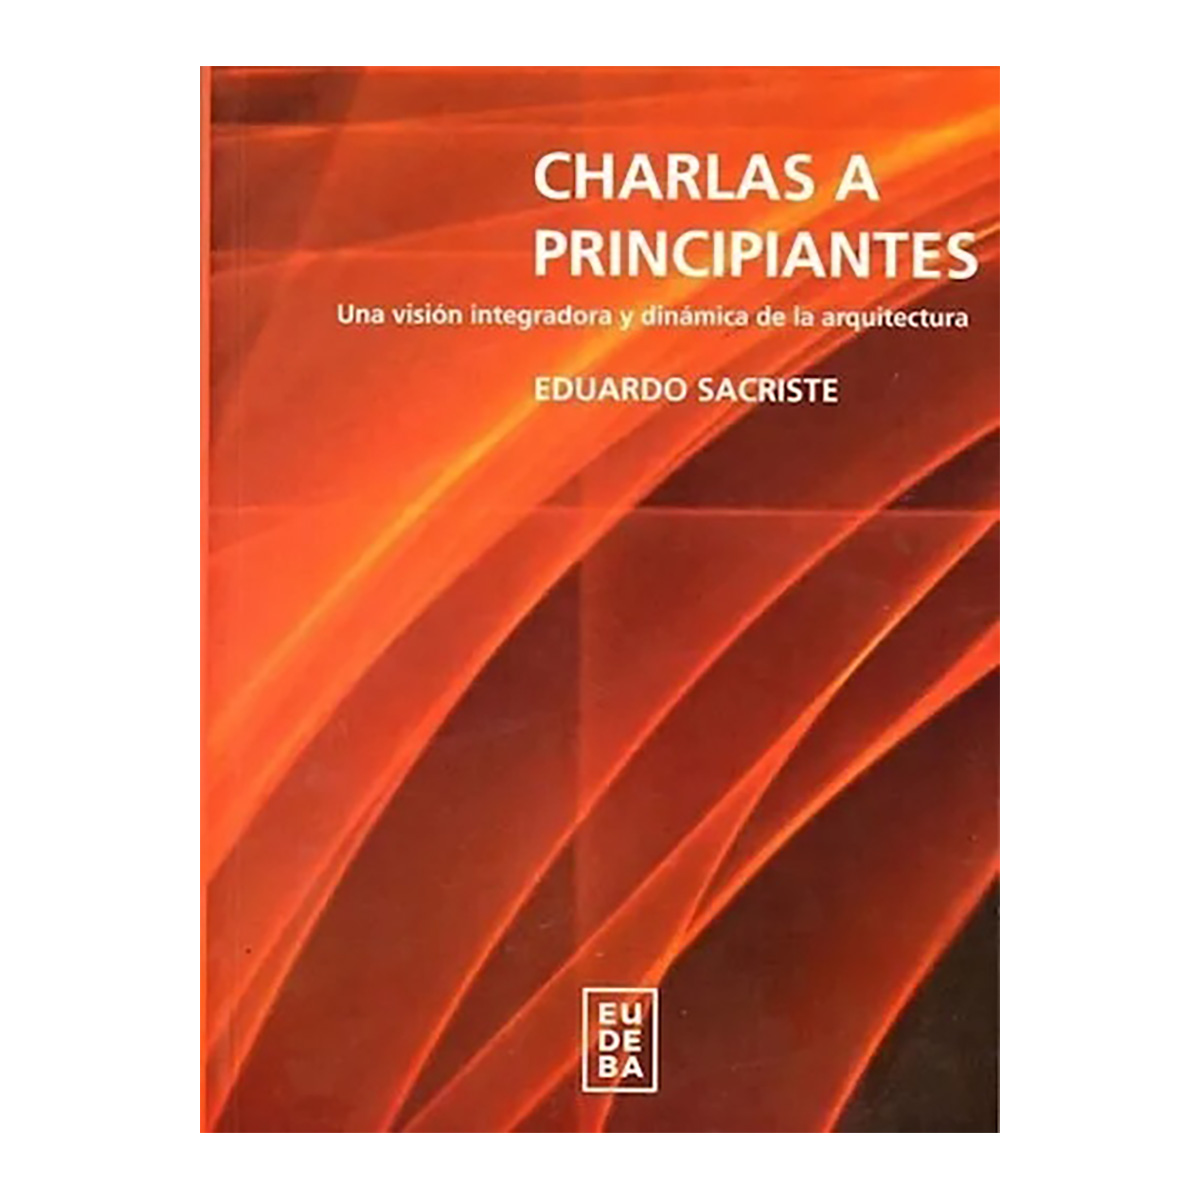 CHARLAS A
PRINCIPIANTES
Una visión integradora y dinámica de la arquitectura
EDUARDO SACRISTE
EU
DE
BA